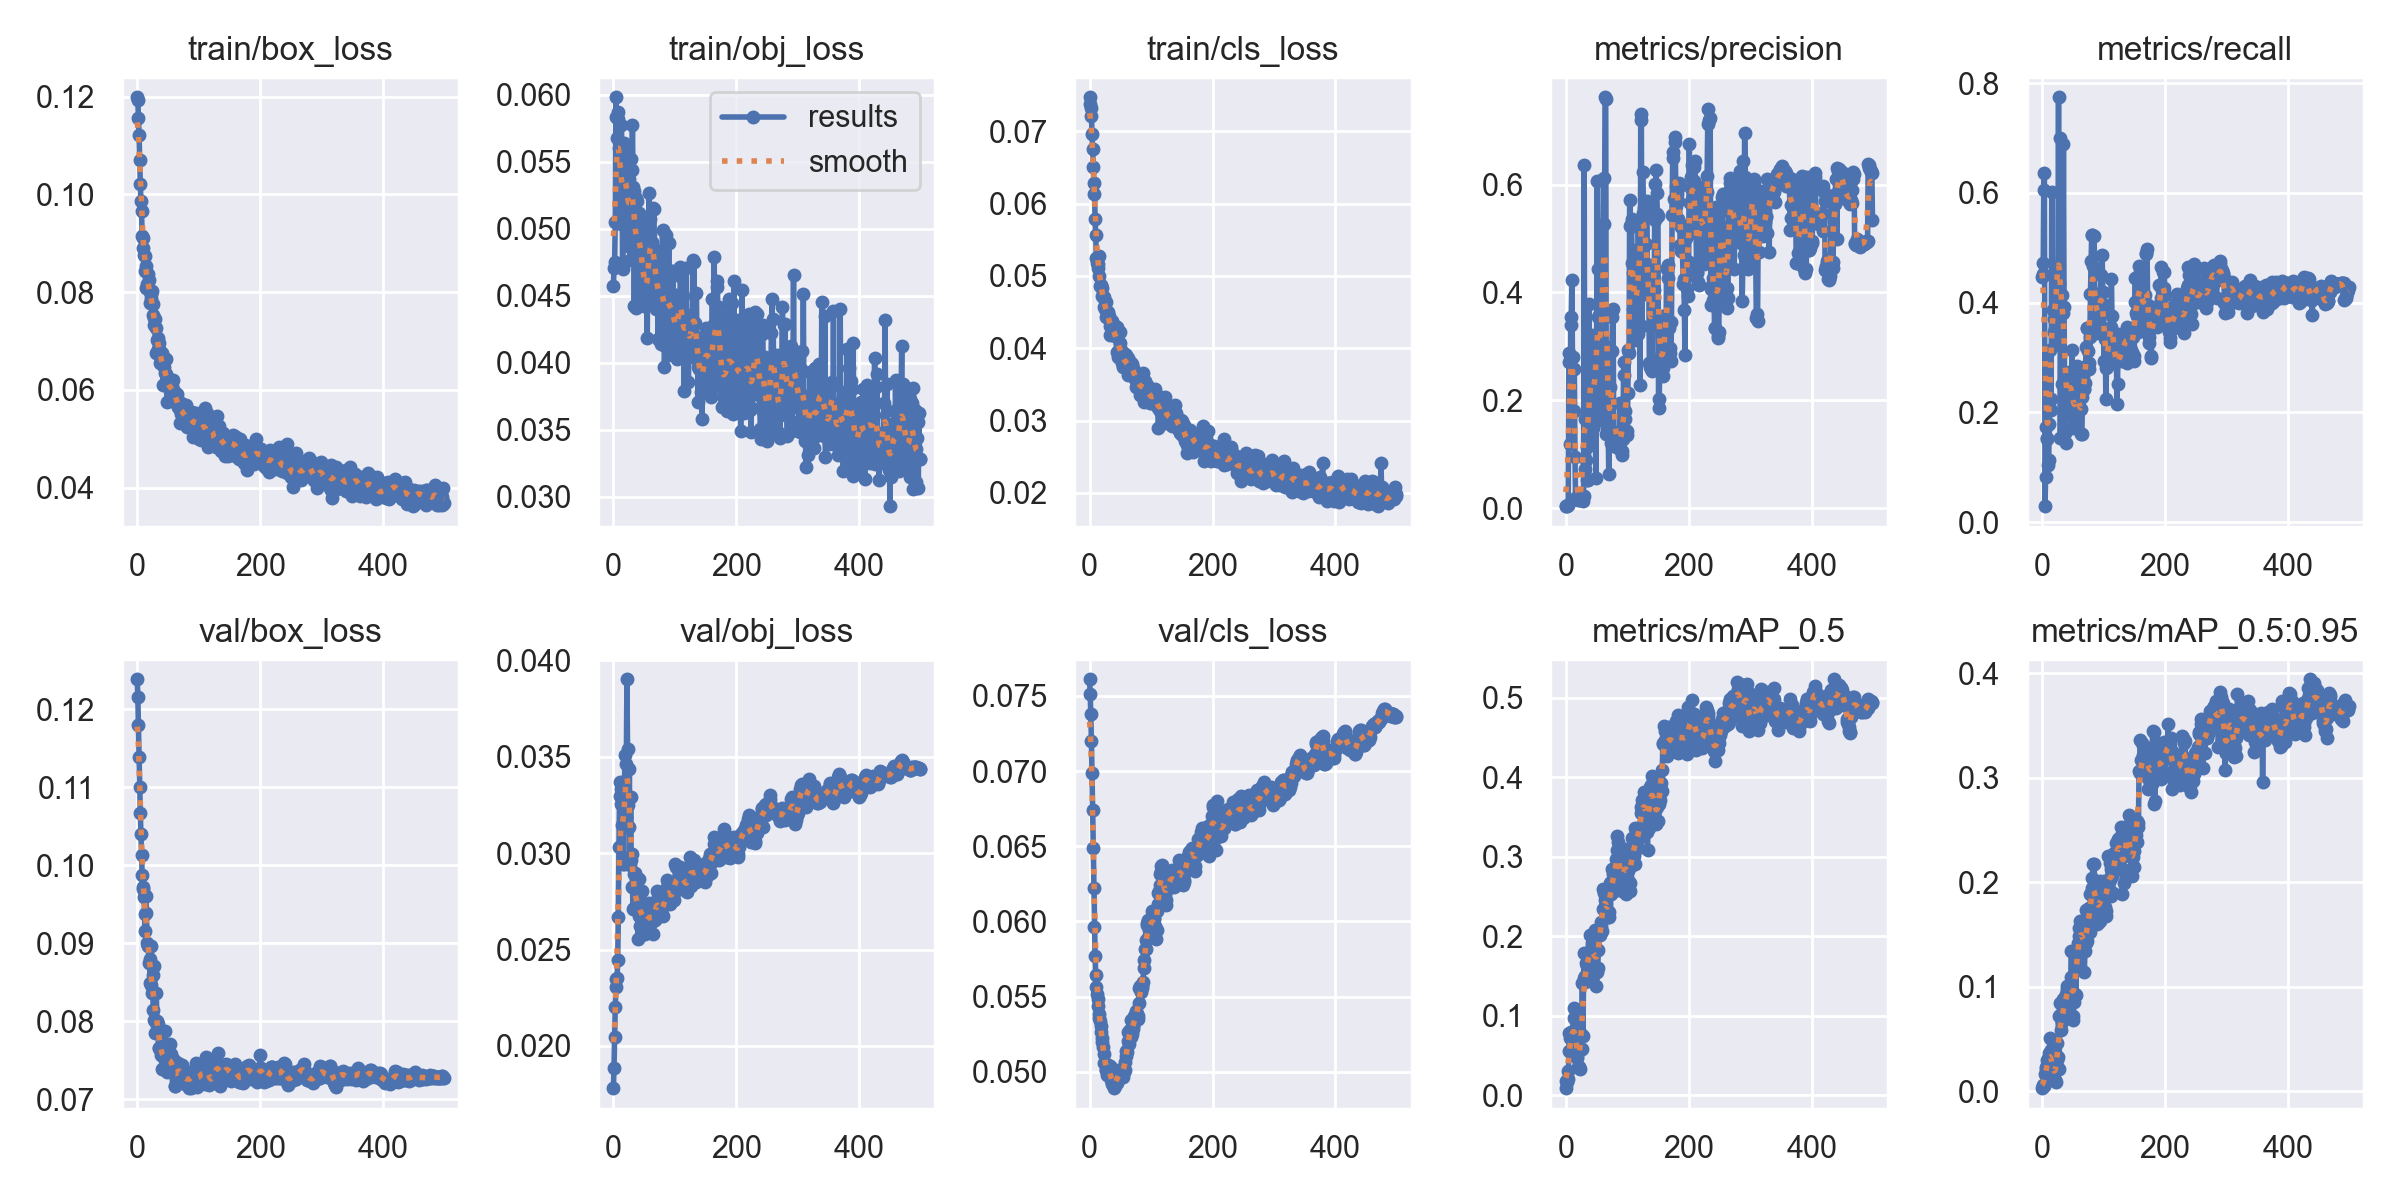 train/box_loss
0.12
0.10
0.08
0.06
0.04
0 200 400
train/obj_loss
results
smooth
0.060
0.055
0.050
0.045
0.040
0.035
0.030
0 200 400
train/cls_loss
0.07
0.06
0.05
0.04
0.03
0.02
0 200 400
metrics/precision
0.6
0.4
0.2
0.0
0 200 400
metrics/recall
0.8
0.6
0.4
0.2
0.0
0 200 400
val/box_loss
0.12
0.11
0.10
0.09
0.08
0.07
0 200 400
val/obj_loss
0.040
0.035
0.030
0.025
0.020
0 200 400
val/cls_loss
0.075
0.070
0.065
0.060
0.055
0.050
0 200 400
metrics/mAP_0.5
0.5
0.4
0.3
0.2
0.1
0.0
0 200 400
metrics/mAP_0.5:0.95
0.4
0.3
0.2
0.1
0.0
0 200 400